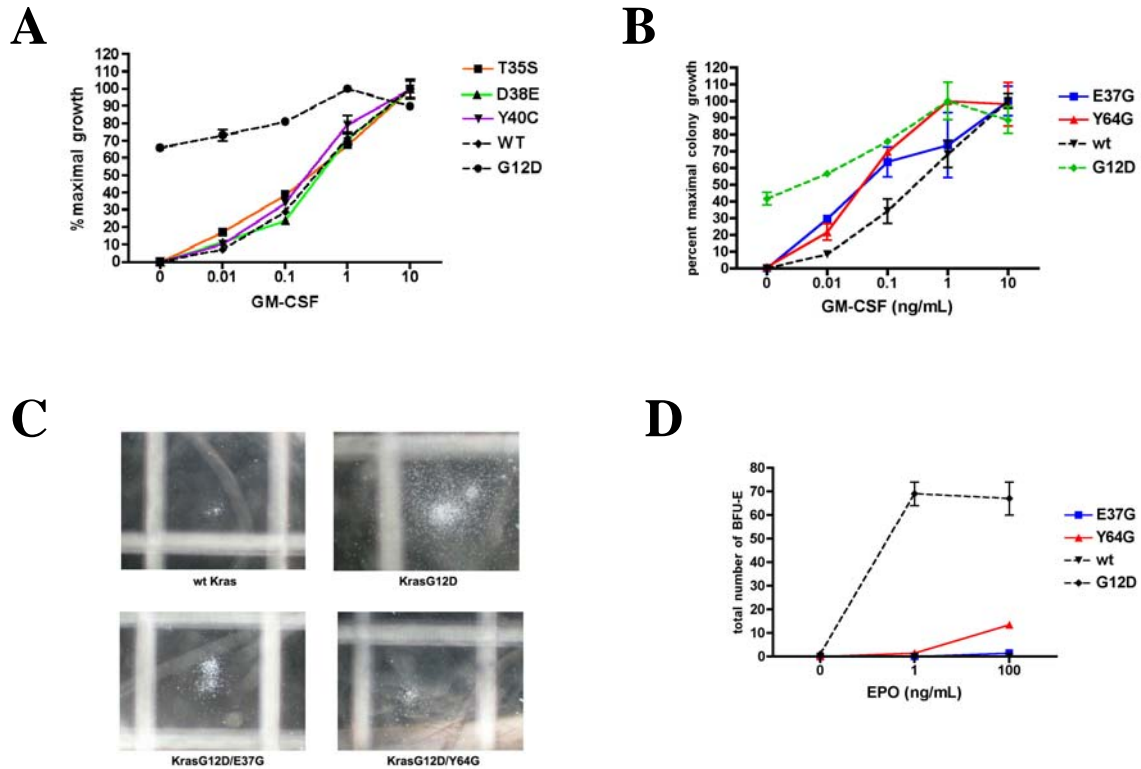 A
120
110
100
90
80
70
60
50
40
30
20
10
0
% maximal growth
0 0.01 0.1 1 10
GM-CSF
T35S
D38E
Y40C
WT
G12D
B
120
110
100
90
80
70
60
50
40
30
20
10
0
percent maximal colony growth
0 0.01 0.1 1 10
GM-CSF (ng/mL)
E37G
Y64G
wt
G12D
C
wt Kras
KrasG12D
KrasG12D/E37G
KrasG12D/Y64G
D
80
70
60
50
40
30
20
10
0
total number of BFU-E
0 1 100
EPO (ng/mL)
E37G
Y64G
wt
G12D